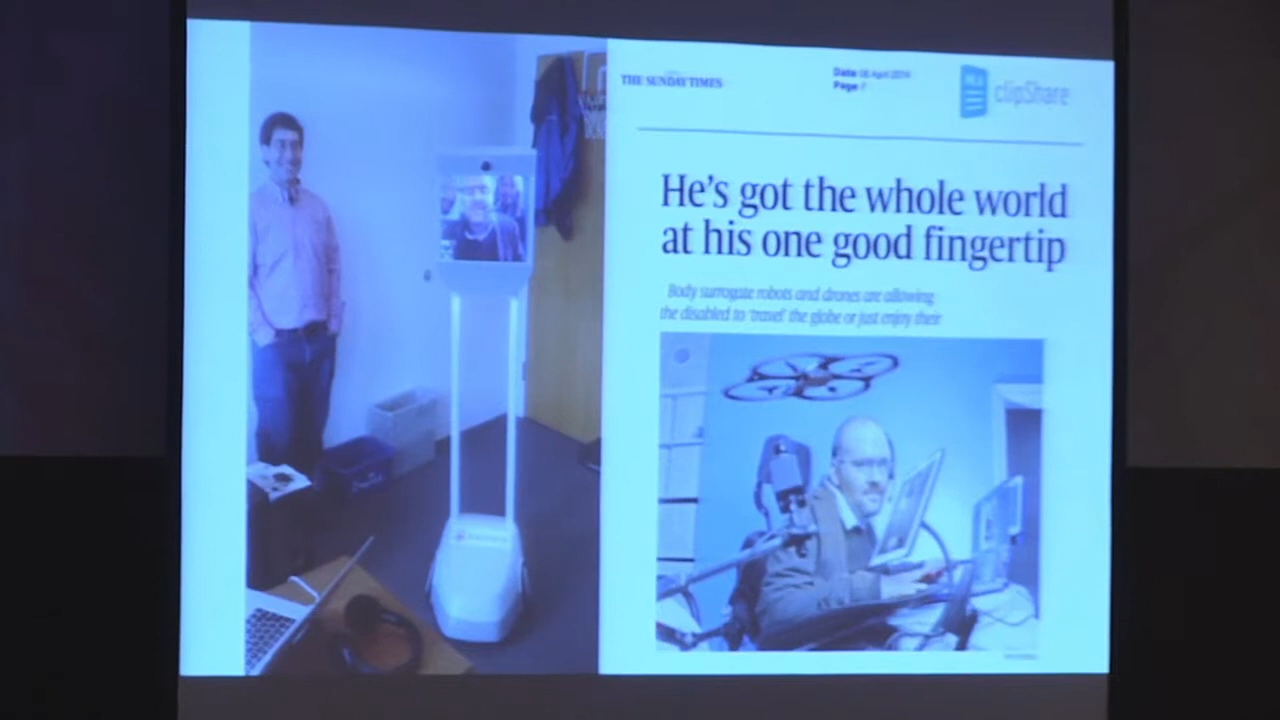 THE SUNDAY TIMES
Date 06 April 2014
Page 7
clipShare
He's got the whole world
at his one good fingertip
Body surrogate robots and drones are allowing
the disabled to 'travel' the globe or just enjoy their